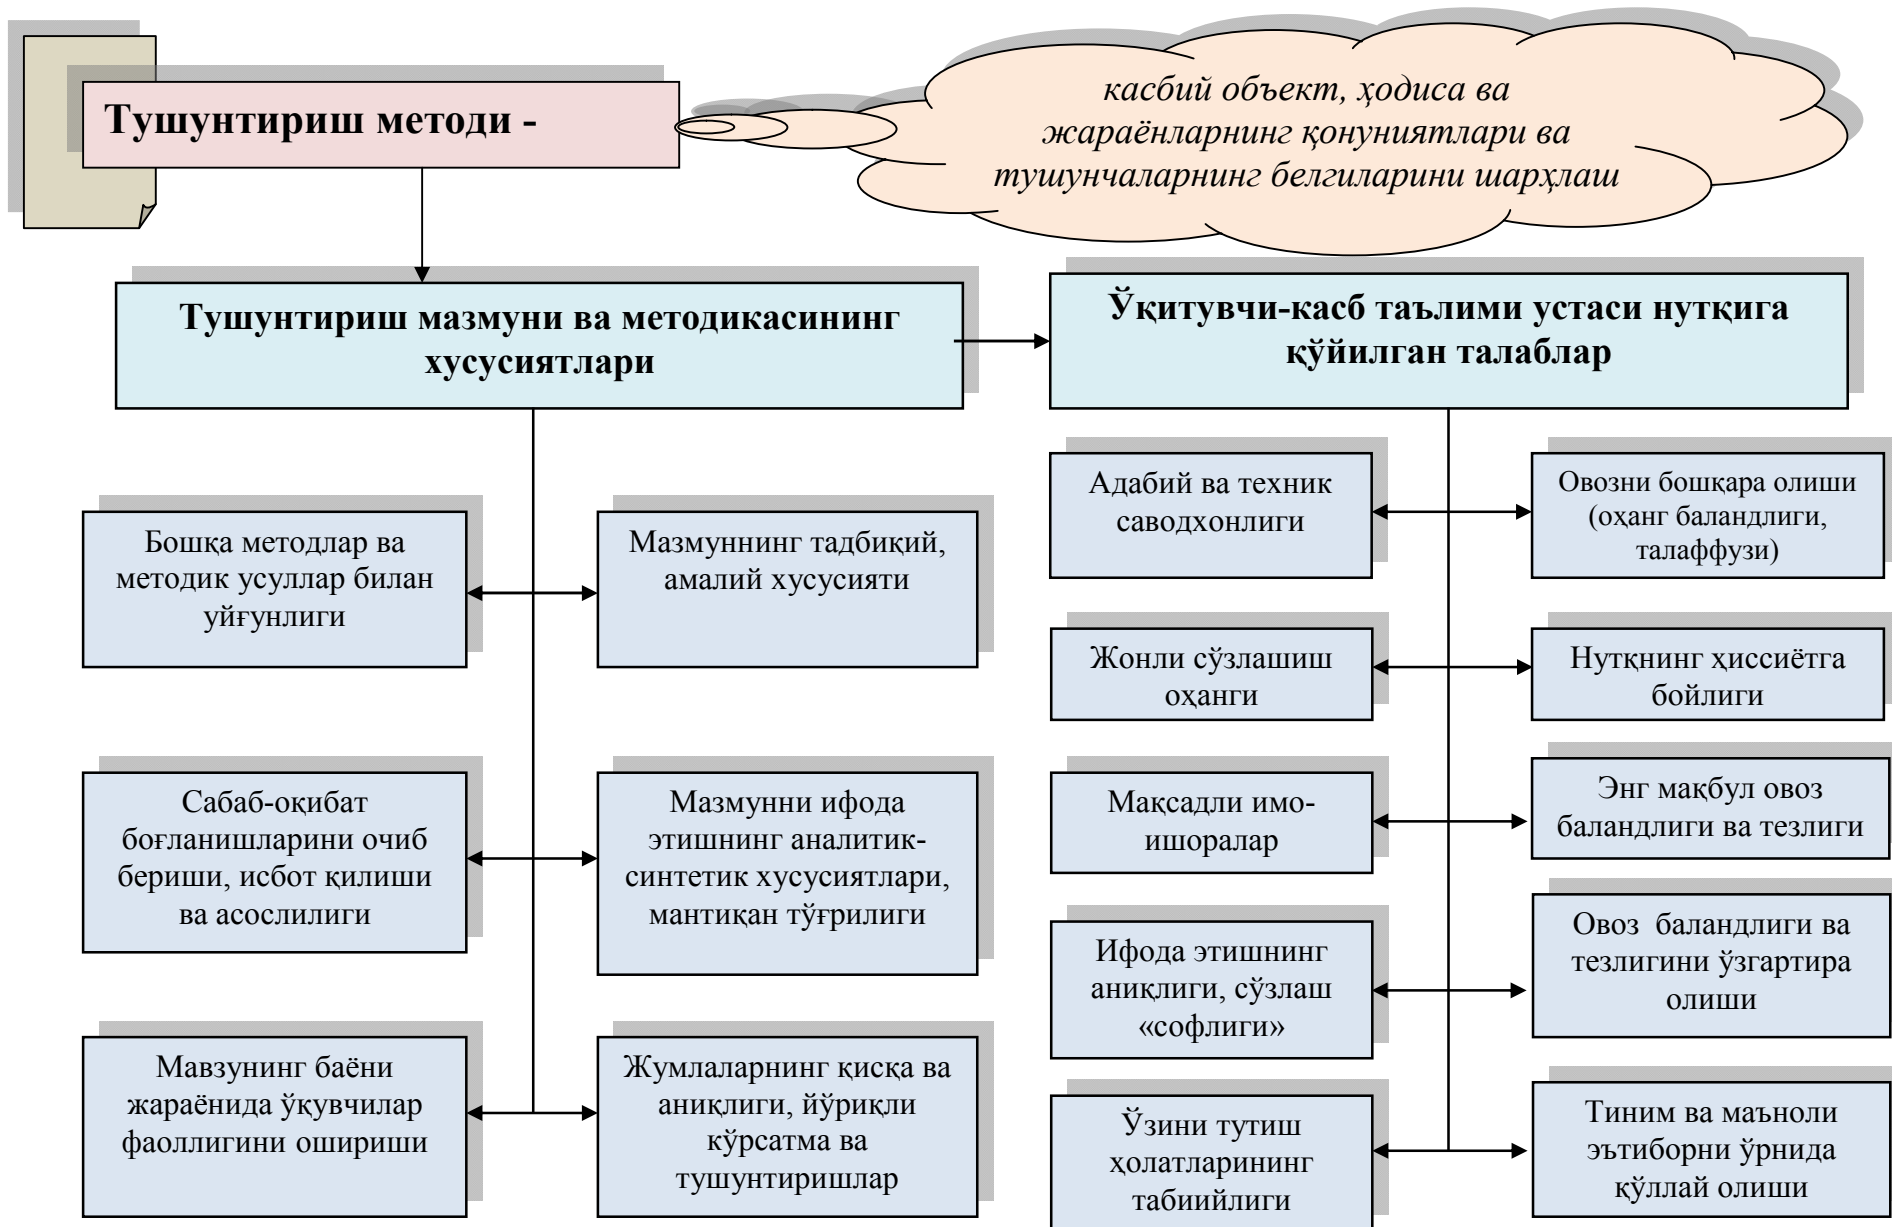 Тушунтириш методи -
касбий объект, ҳодиса ва
жараёнларнинг қонуниятлари ва
тушунчаларнинг белгиларини шарҳлаш
Тушунтириш мазмуни ва методикасининг
хусусиятлари
Ўқитувчи-касб таълими устаси нутқига
қўйилган талаблар
Бошқа методлар ва
методик усуллар билан
уйғунлиги
Мазмуннинг тадбиқий,
амалий хусусияти
Сабаб-оқибат
боғланишларини очиб
бериши, исбот қилиши
ва асослилиги
Мазмунни ифода
этишнинг аналитик-
синтетик хусусиятлари,
мантиқан тўғрилиги
Мавзунинг баёни
жараёнида ўқувчилар
фаоллигини ошириши
Жумлаларнинг қисқа ва
аниқлиги, йўриқли
кўрсатма ва
тушунтиришлар
Адабий ва техник
саводхонлиги
Овозни бошқара олиши
(оҳанг баландлиги,
талаффузи)
Жонли сўзлашиш
оҳанги
Нутқнинг ҳиссиётга
бойлиги
Мақсадли имо-
ишоралар
Энг мақбул овоз
баландлиги ва тезлиги
Ифода этишнинг
аниқлиги, сўзлаш
«софлиги»
Овоз  баландлиги ва
тезлигини ўзгартира
олиши
Ўзини тутиш
ҳолатларининг
табиийлиги
Тиним ва маъноли
эътиборни ўрнида
қўллай олиши